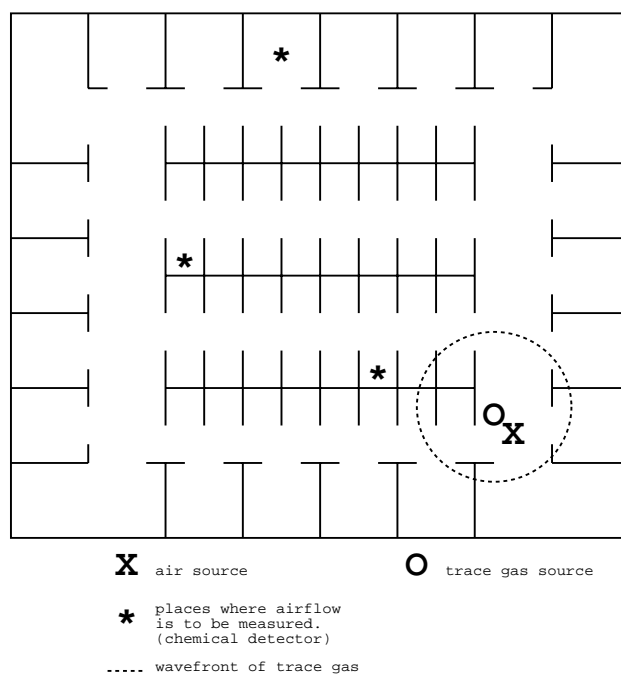 X air source
O trace gas source
* places where airflow
is to be measured.
(chemical detector)
wavefront of trace gas